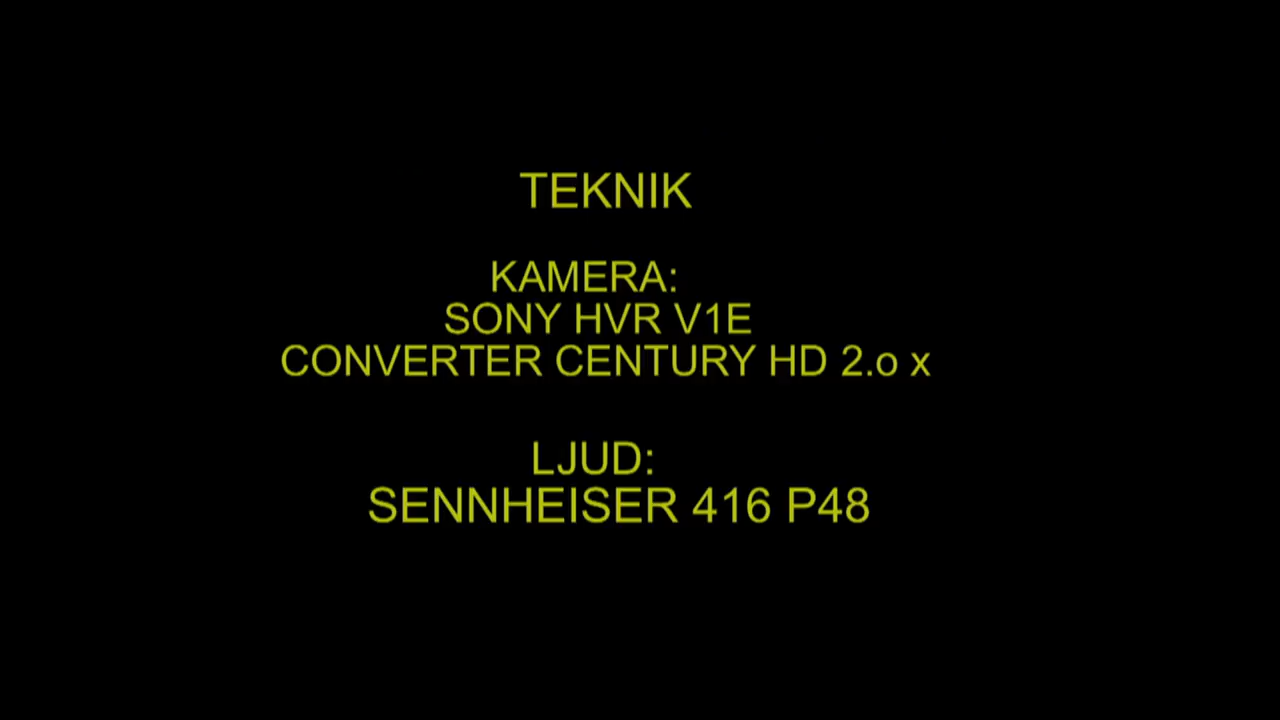 TEKNIK
KAMERA:
SONY HVR V1E
CONVERTER CENTURY HD 2.o x
LJUD:
SENNHEISER 416 P48